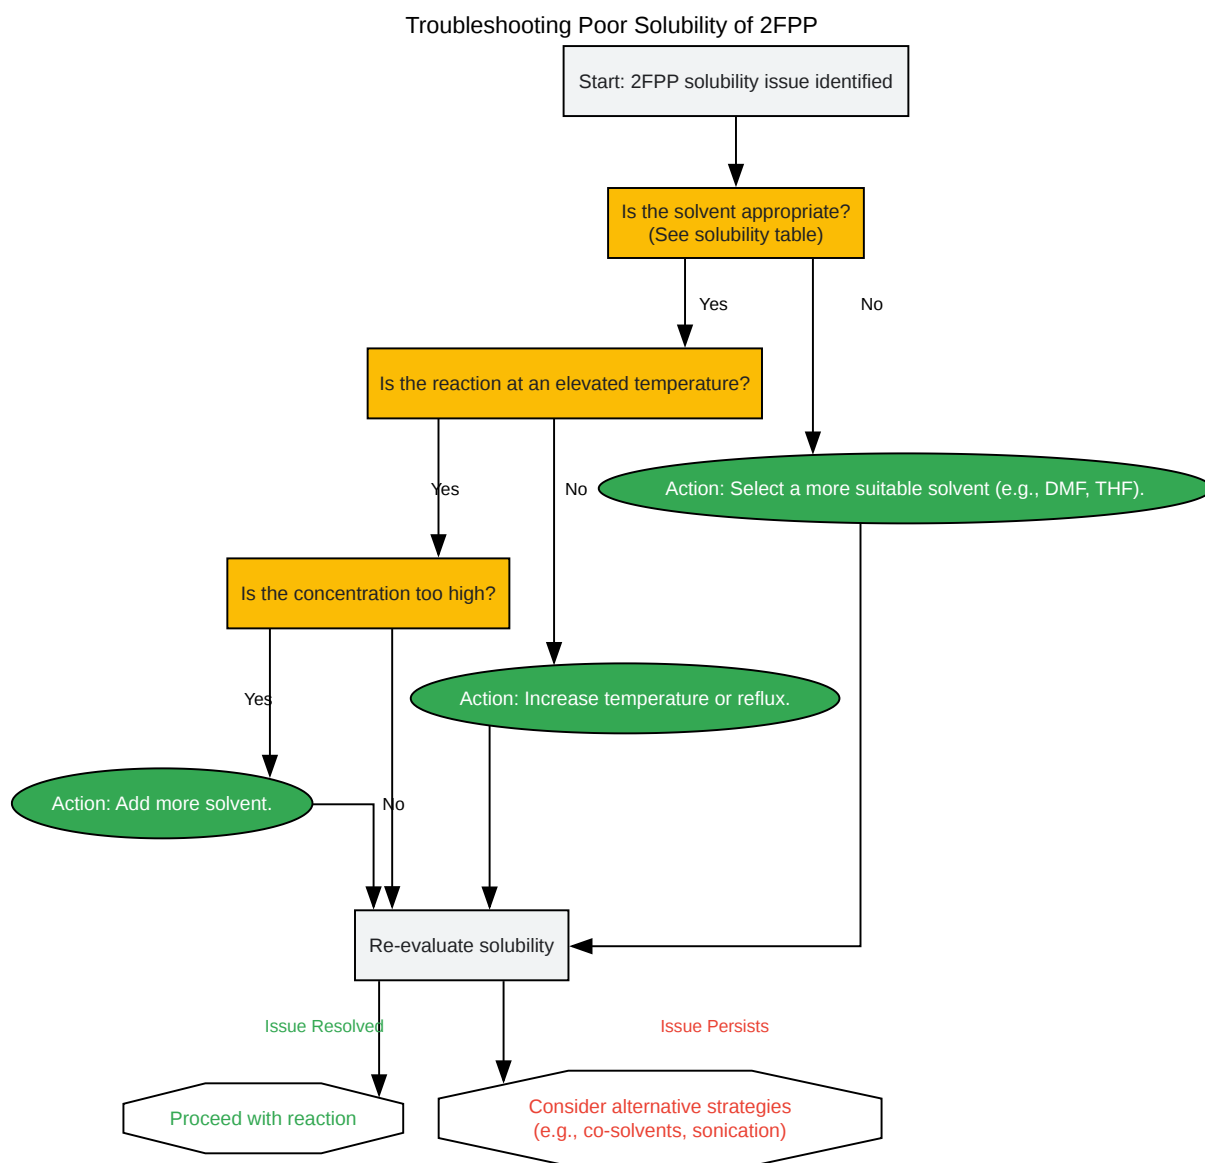 Troubleshooting Poor Solubility of 2FPP
Start: 2FPP solubility issue identified
Is the solvent appropriate?
(See solubility table)
Yes
No
Is the reaction at an elevated temperature?
Yes
No
Action: Select a more suitable solvent (e.g., DMF, THF).
Is the concentration too high?
Yes
Action: Increase temperature or reflux.
Action: Add more solvent.
No
Re-evaluate solubility
Issue Resolved
Issue Persists
Proceed with reaction
Consider alternative strategies
(e.g., co-solvents, sonication)